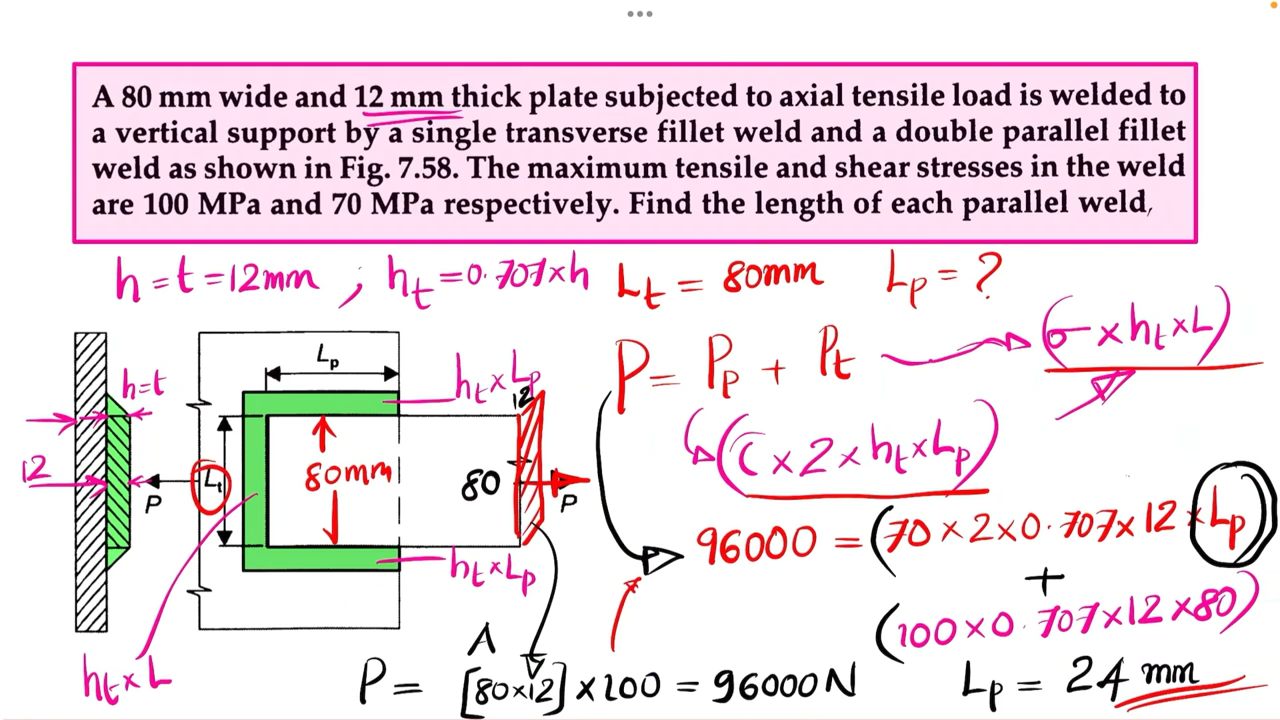 A 80 mm wide and 12 mm thick plate subjected to axial tensile load is welded to
a vertical support by a single transverse fillet weld and a double parallel fillet
weld as shown in Fig. 7.58. The maximum tensile and shear stresses in the weld
are 100 MPa and 70 MPa respectively. Find the length of each parallel weld,
h = t = 12mm ; ht = 0.707×h Lt = 80mm Lp = ?
P = Pp + Pt (σ × ht × L)
(τ × 2 × ht × Lp)
h=t
12
P
Lt
Lp
80mm
ht × Lp
12
80
P
ht × Lp
ht × L
96000 = (70 × 2 × 0.707 × 12 × Lp)
+
(100 × 0.707 × 12 × 80)
A
P = [80×12] × 100 = 96000 N
Lp = 24 mm